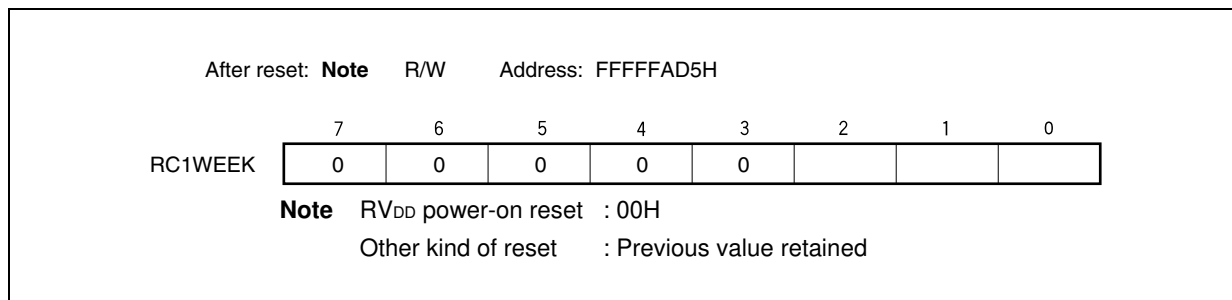 After reset: Note R/W Address: FFFFFAD5H
7 6 5 4 3 2 1 0
RC1WEEK 0 0 0 0 0
Note RVDD power-on reset : 00H
Other kind of reset : Previous value retained